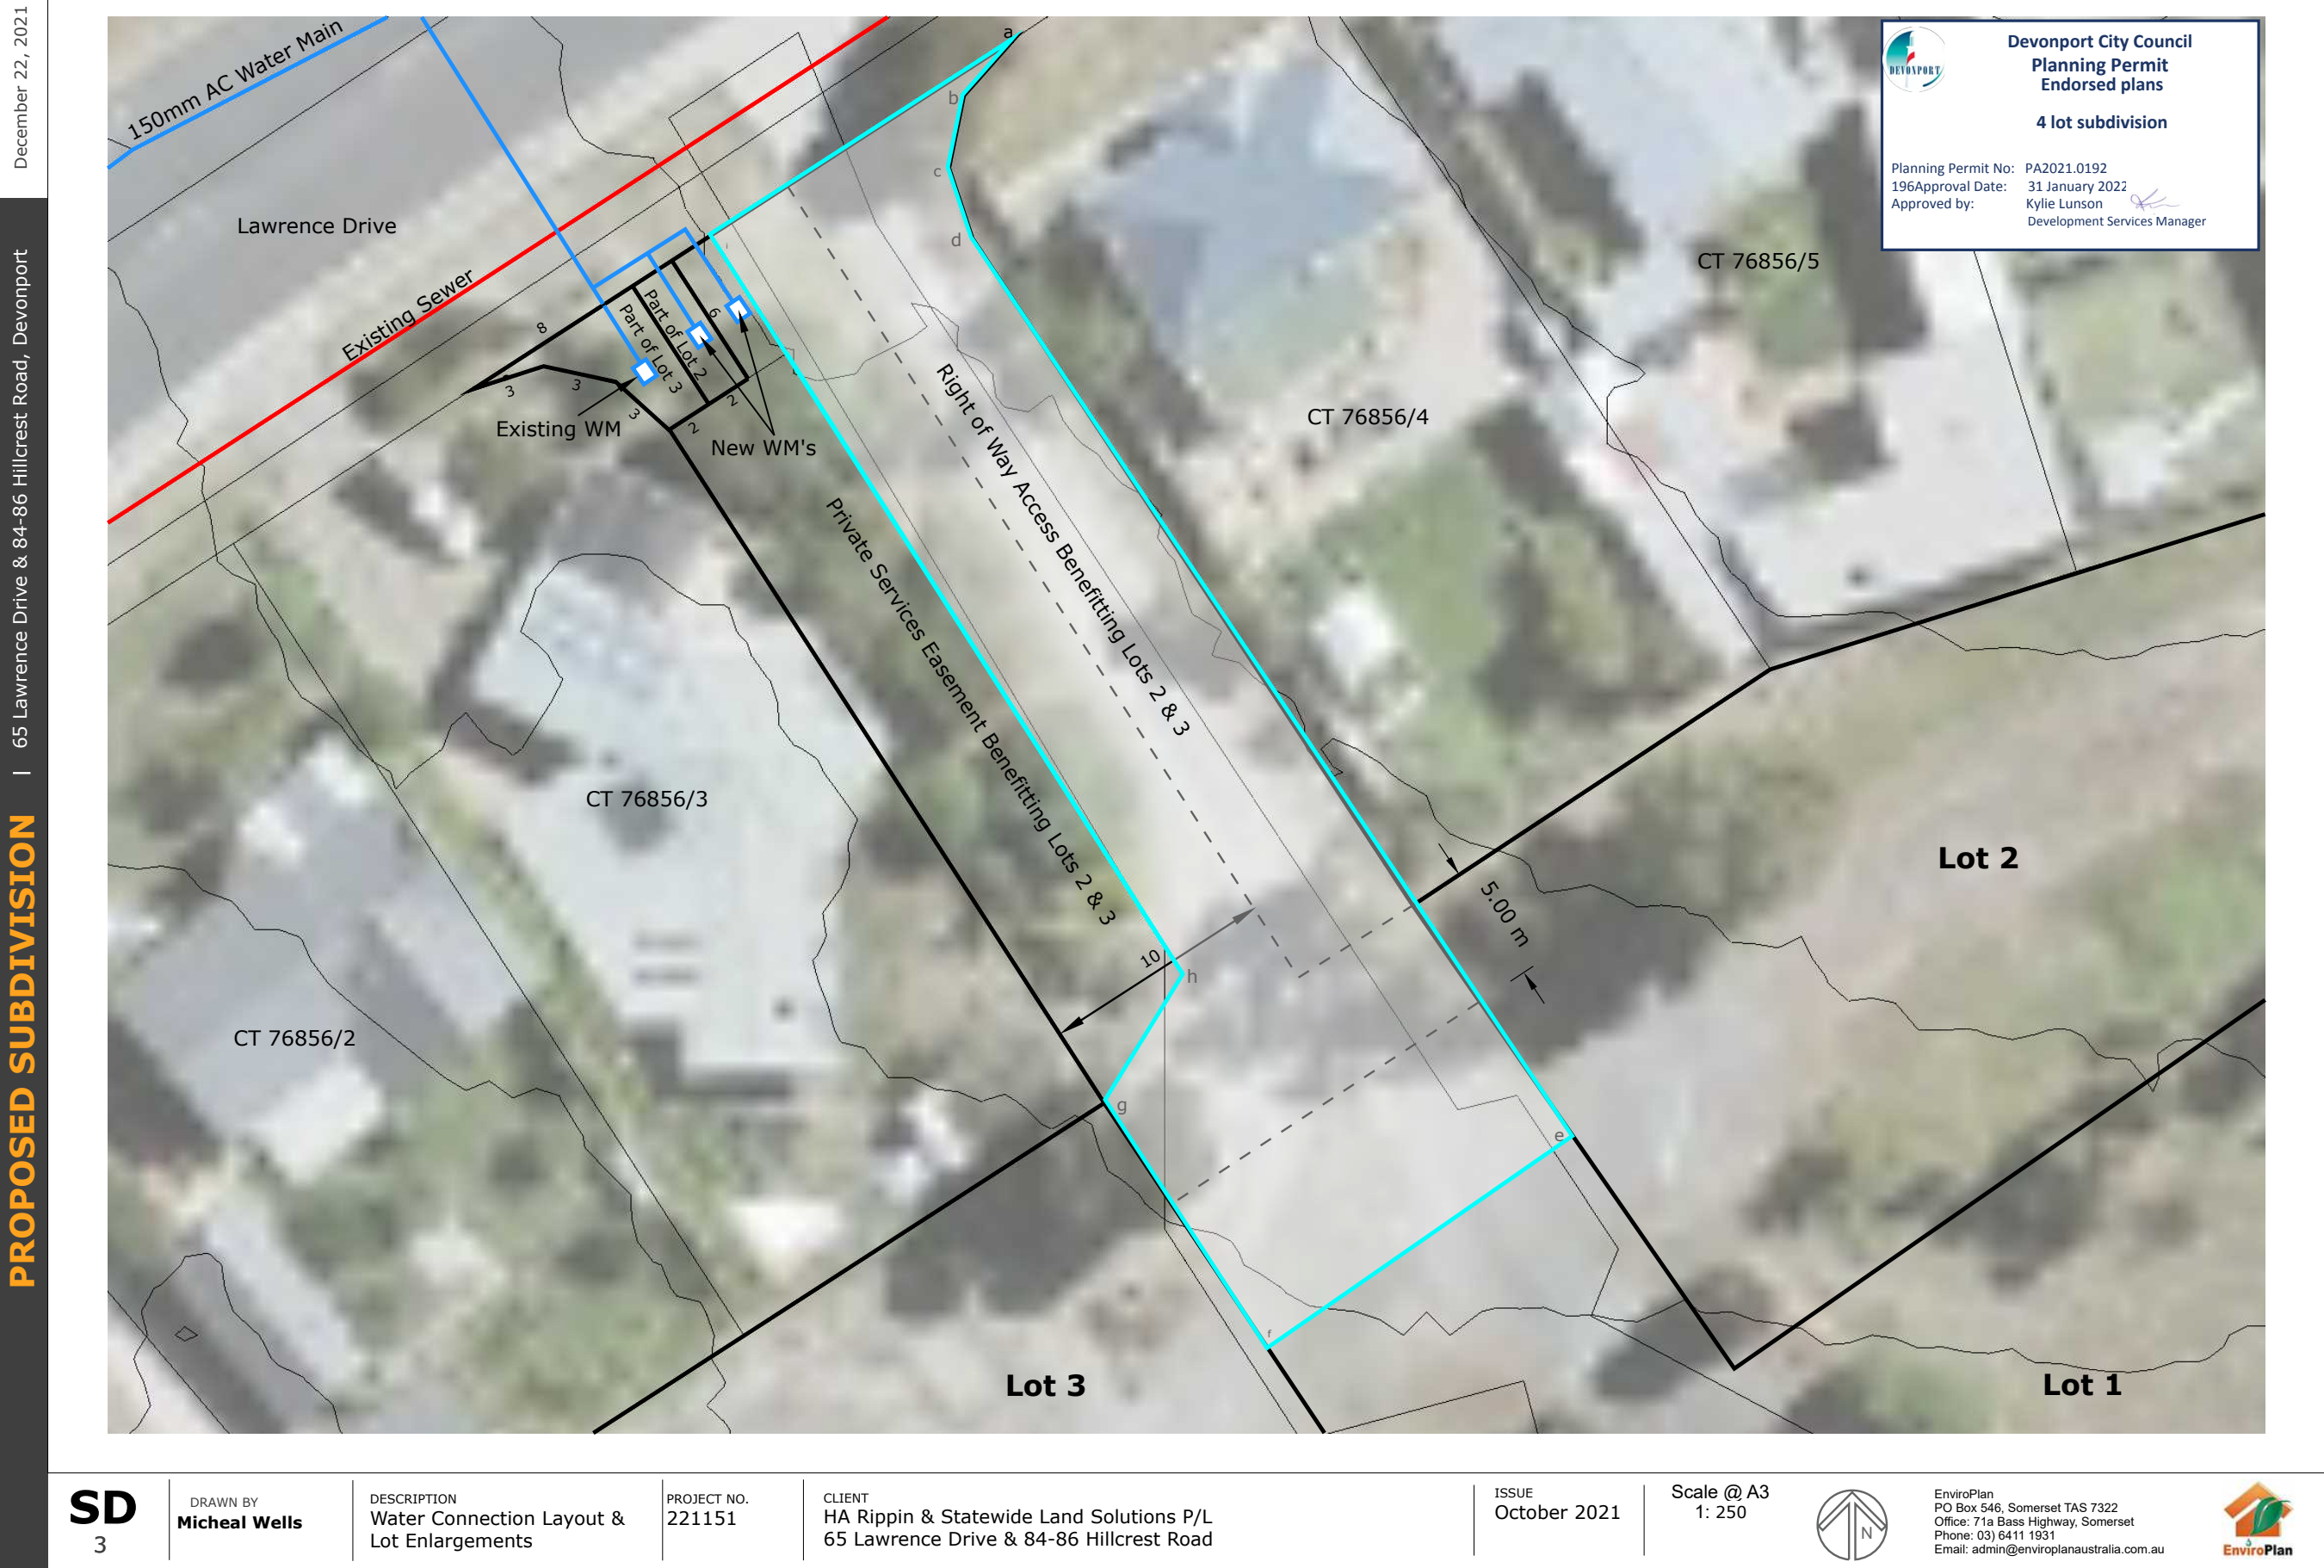 December 22, 2021
PROPOSED SUBDIVISION | 65 Lawrence Drive & 84-86 Hillcrest Road, Devonport
Devonport City Council
Planning Permit
Endorsed plans
4 lot subdivision
DEVONPORT
Planning Permit No: PA2021.0192
196Approval Date: 31 January 2022
Approved by: Kylie Lunson
Development Services Manager
150mm AC Water Main
Lawrence Drive
Existing Sewer
a
b
c
d
8
Part of Lot 3
Part of Lot 2
6
3
3
3
2
2
Existing WM
New WM's
CT 76856/5
CT 76856/4
Right of Way Access Benefitting Lots 2 & 3
Private Services Easement Benefitting Lots 2 & 3
CT 76856/3
Lot 2
5.00 m
10
h
CT 76856/2
g
e
f
Lot 3
Lot 1
SD
3
DRAWN BY
Micheal Wells
DESCRIPTION
Water Connection Layout &
Lot Enlargements
PROJECT NO.
221151
CLIENT
HA Rippin & Statewide Land Solutions P/L
65 Lawrence Drive & 84-86 Hillcrest Road
ISSUE
October 2021
Scale @ A3
1: 250
N
EnviroPlan
PO Box 546, Somerset TAS 7322
Office: 71a Bass Highway, Somerset
Phone: 03) 6411 1931
Email: admin@enviroplanaustralia.com.au
EnviroPlan